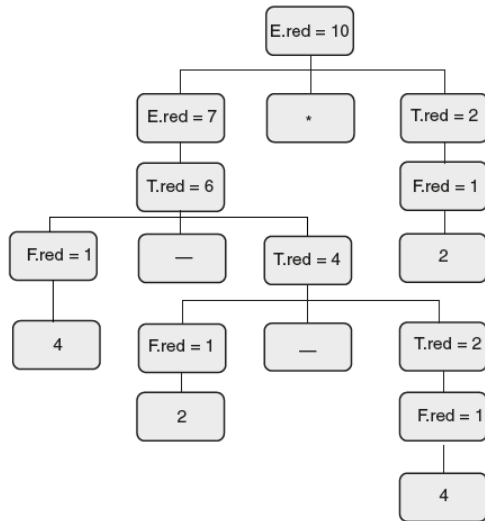 E.red = 10
E.red = 7
*
T.red = 2
T.red = 6
F.red = 1
F.red = 1
—
T.red = 4
2
4
F.red = 1
—
T.red = 2
2
F.red = 1
4